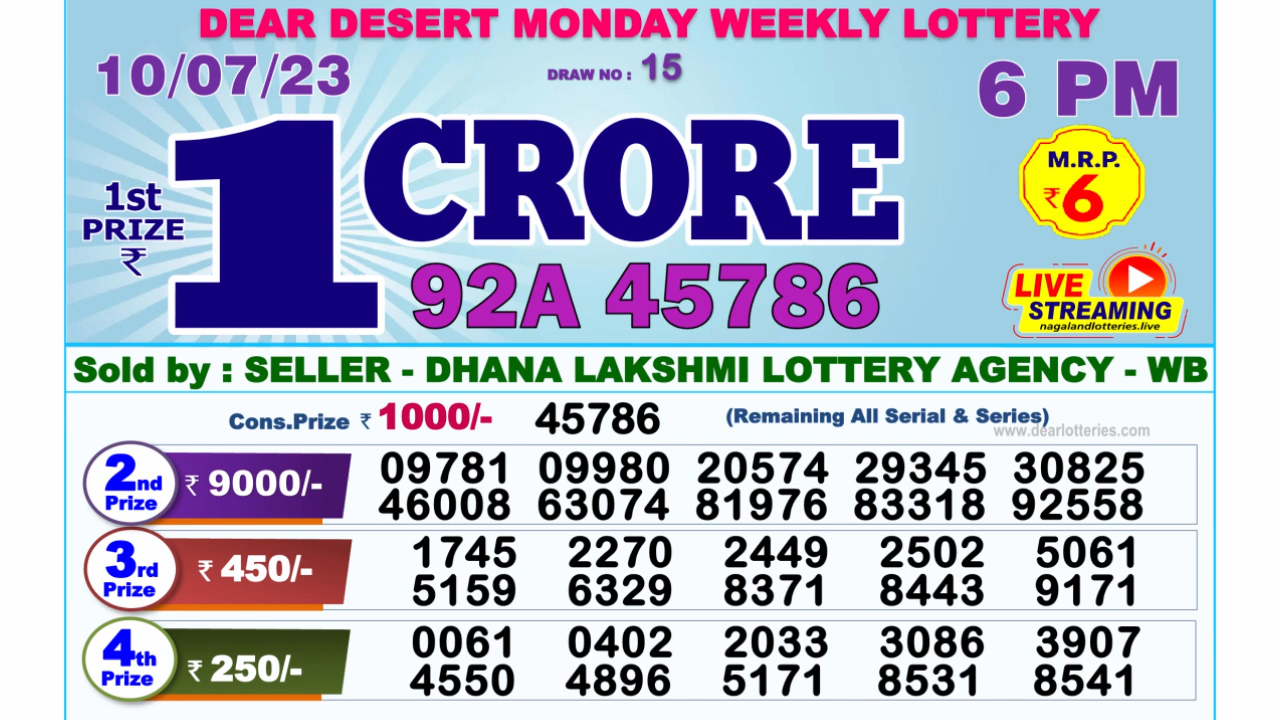 DEAR DESERT MONDAY WEEKLY LOTTERY
10/07/23
DRAW NO : 15
6 PM
1st
PRIZE
₹
1 CRORE
92A 45786
M.R.P.
₹6
LIVE
STREAMING
nagalandlotteries.live
Sold by : SELLER - DHANA LAKSHMI LOTTERY AGENCY - WB
Cons.Prize ₹ 1000/- 45786 (Remaining All Serial & Series)
www.dearlotteries.com
2nd
Prize
₹ 9000/-
09781 09980 20574 29345 30825
46008 63074 81976 83318 92558
3rd
Prize
₹ 450/-
1745 2270 2449 2502 5061
5159 6329 8371 8443 9171
4th
Prize
₹ 250/-
0061 0402 2033 3086 3907
4550 4896 5171 8531 8541